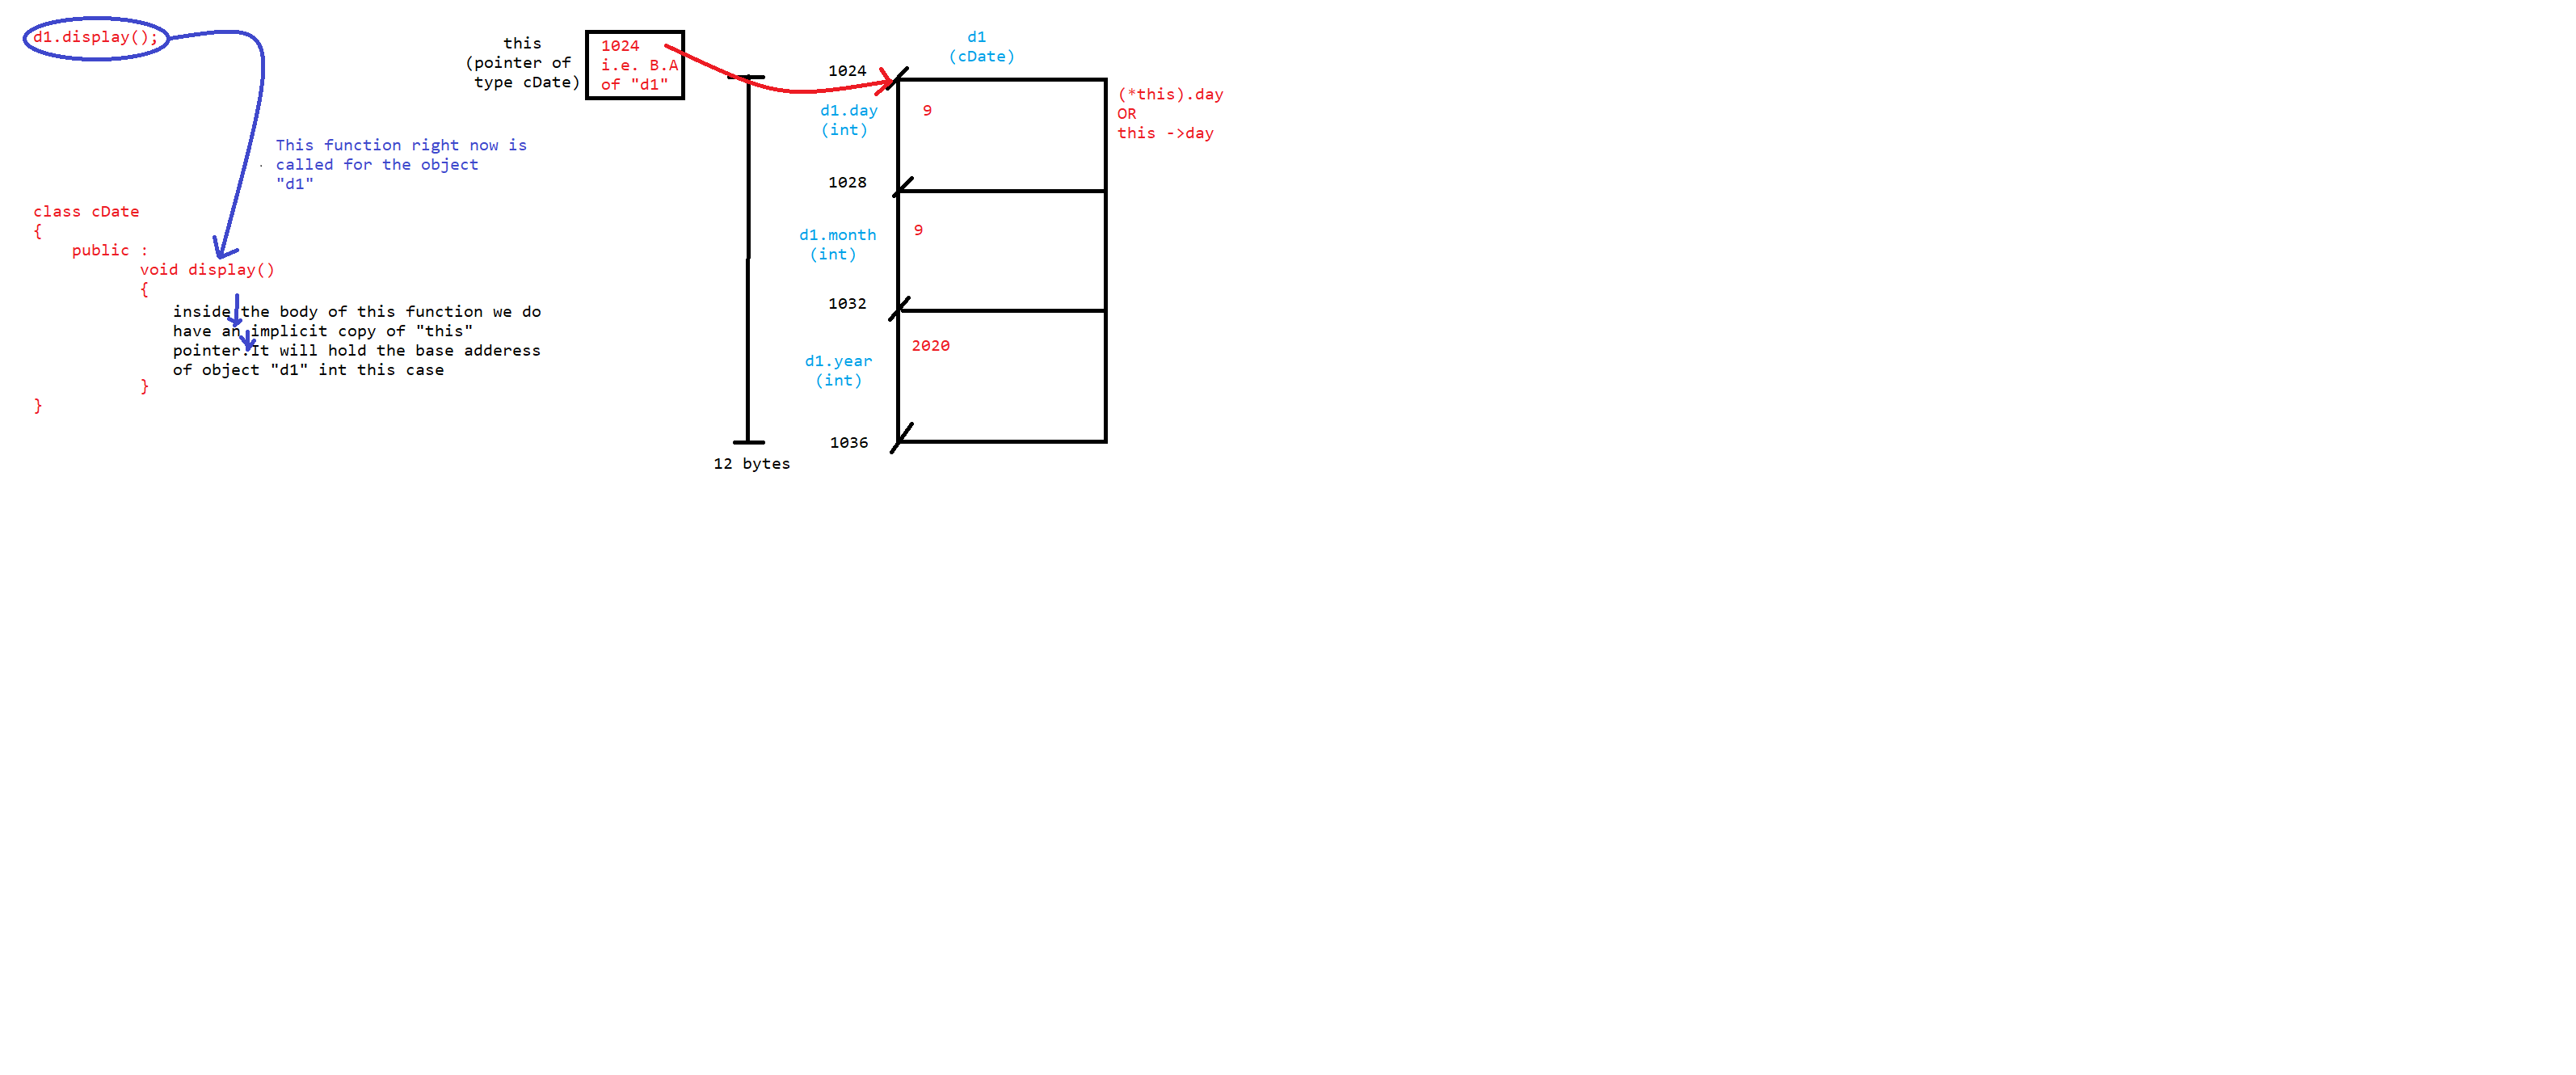 d1.display();
This function right now is
called for the object
"d1"
class cDate
{
public :
void display()
{
inside the body of this function we do
have an implicit copy of "this"
pointer.It will hold the base adderess
of object "d1" int this case
}
}
this
(pointer of
type cDate)
1024
i.e. B.A
of "d1"
12 bytes
d1
(cDate)
1024
d1.day
(int)
9
(*this).day
OR
this ->day
1028
d1.month
(int)
9
1032
d1.year
(int)
2020
1036